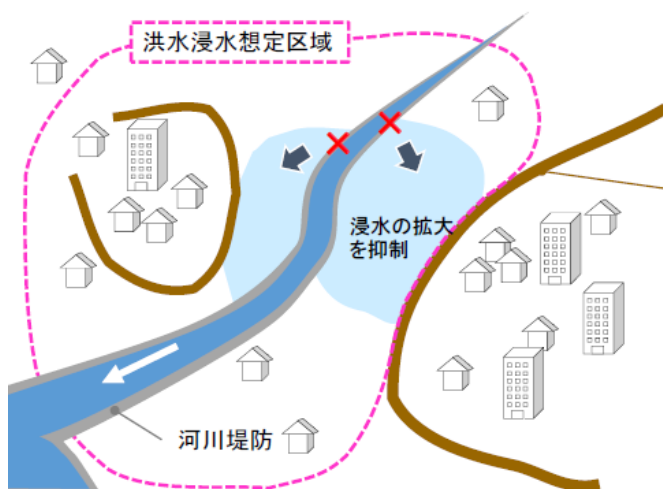 洪水浸水想定区域
浸水の拡大
を抑制
河川堤防